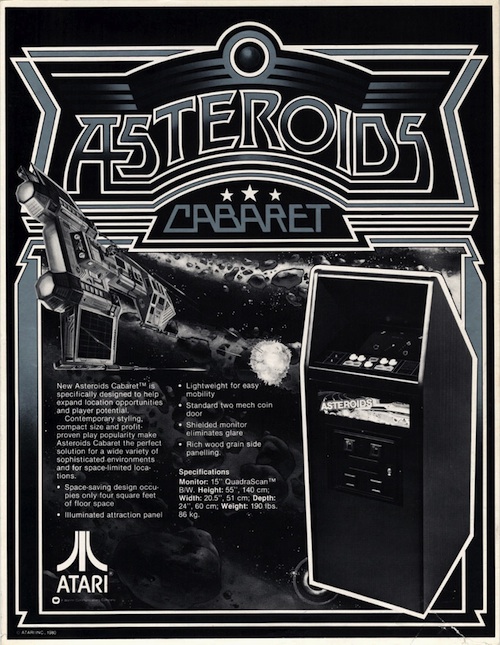 ASTEROIDS
CABARET
New Asteroids Cabaret™ is
specifically designed to help
expand location opportunities
and player potential.
Contemporary styling,
compact size and profit-
proven play popularity make
Asteroids Cabaret the perfect
solution for a wide variety of
sophisticated environments
and for space-limited loca-
tions.
• Space-saving design occu-
pies only four square feet
of floor space
• Illuminated attraction panel
• Lightweight for easy
mobility
• Standard two mech coin
door
• Shielded monitor
eliminates glare
• Rich wood grain side
panelling.
Specifications
Monitor: 15" QuadraScan™
B/W. Height: 55", 140 cm;
Width: 20.5", 51 cm; Depth:
24", 60 cm; Weight: 190 lbs.
86 kg.
ASTEROIDS
ATARI
© ATARI INC., 1980